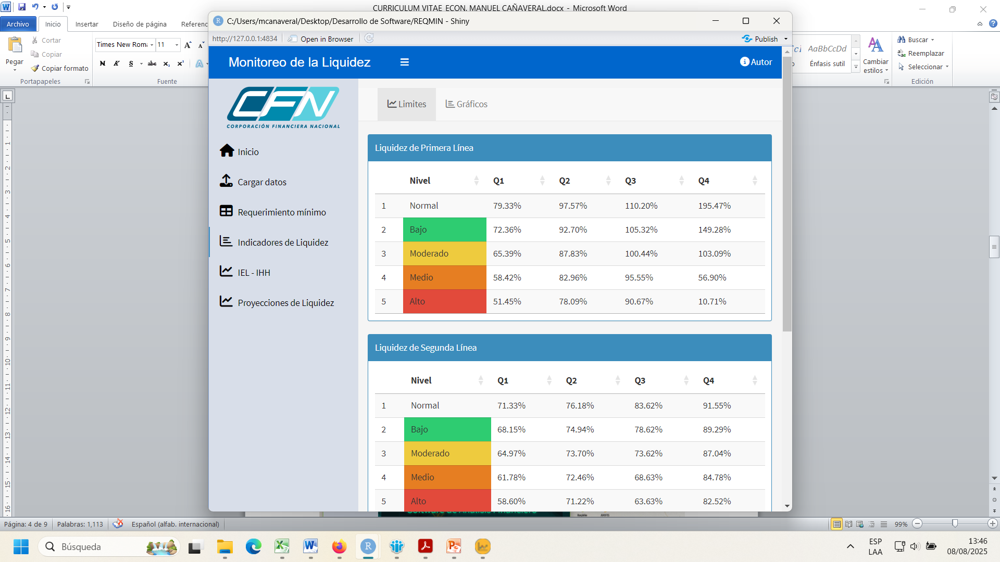 CURRICULUM VITAE ECON. MANUEL CAÑAVERAL.docx - Microsoft Word
Archivo
Inicio
Insertar
Diseño de página
Referenc
Cortar
Copiar
Copiar formato
Pegar
Portapapeles
Times New Roma
11
Fuente
AaBbCcDd
Énfasis sutil
Cambiar
estilos
Buscar
Reemplazar
Seleccionar
Edición
C:/Users/mcanaveral/Desktop/Desarrollo de Software/REQMIN - Shiny
http://127.0.0.1:4834
Open in Browser
Publish
Monitoreo de la Liquidez
Autor
CFN
CORPORACIÓN FINANCIERA NACIONAL
Inicio
Cargar datos
Requerimiento mínimo
Indicadores de Liquidez
IEL - IHH
Proyecciones de Liquidez
Limites
Gráficos
Liquidez de Primera Línea
Nivel Q1 Q2 Q3 Q4
1 Normal 79.33% 97.57% 110.20% 195.47%
2 Bajo 72.36% 92.70% 105.32% 149.28%
3 Moderado 65.39% 87.83% 100.44% 103.09%
4 Medio 58.42% 82.96% 95.55% 56.90%
5 Alto 51.45% 78.09% 90.67% 10.71%
Liquidez de Segunda Línea
Nivel Q1 Q2 Q3 Q4
1 Normal 71.33% 76.18% 83.62% 91.55%
2 Bajo 68.15% 74.94% 78.62% 89.29%
3 Moderado 64.97% 73.70% 73.62% 87.04%
4 Medio 61.78% 72.46% 68.63% 84.78%
5 Alto 58.60% 71.22% 63.63% 82.52%
Software de Análisis Financiero
Página: 4 de 9
Palabras: 1,113
Español (alfab. internacional)
99%
Búsqueda
ESP
LAA
13:46
08/08/2025